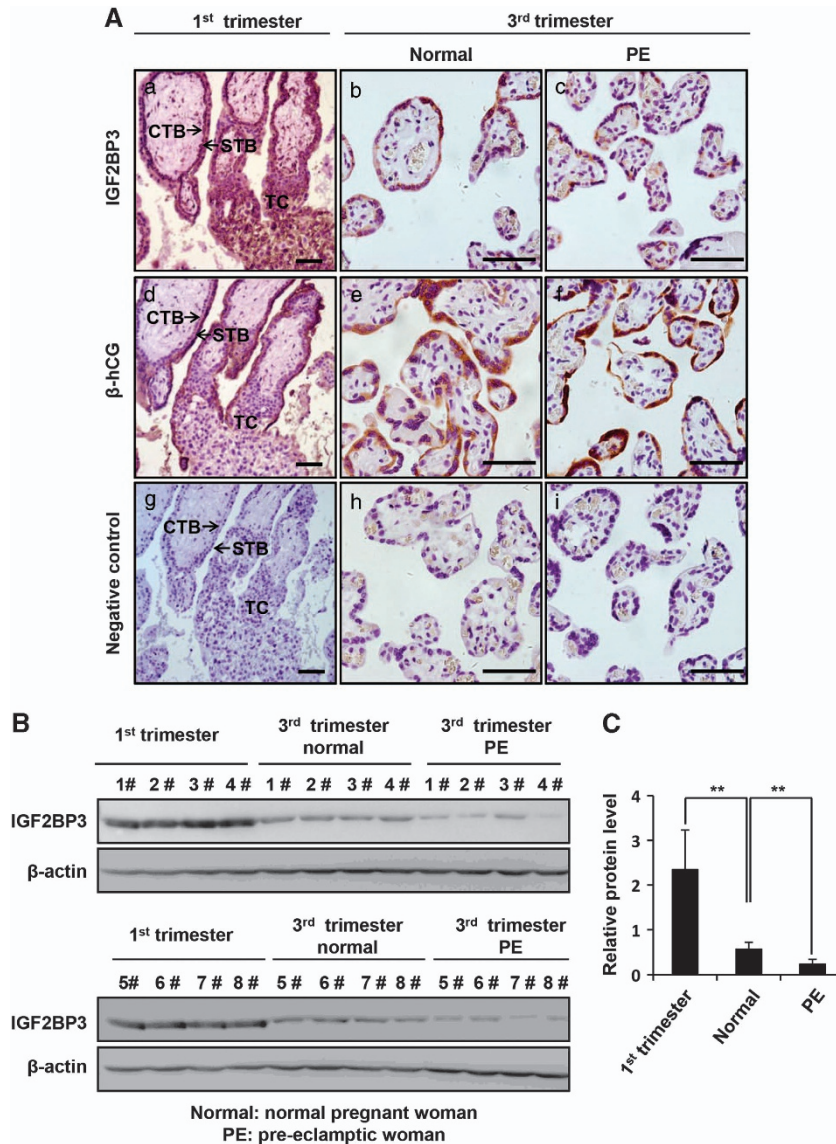 A
1st trimester 3rd trimester
Normal PE
IGF2BP3
a b c
CTB→ ←STB
TC
β-hCG
d e f
CTB→ ←STB
TC
Negative control
g h i
CTB→ ←STB
TC
B
1st trimester 3rd trimester normal 3rd trimester PE
1# 2 # 3 # 4 # 1 # 2 # 3 # 4 # 1 # 2 # 3 # 4 #
IGF2BP3
β-actin
1st trimester 3rd trimester normal 3rd trimester PE
5# 6 # 7 # 8 # 5 # 6 # 7 # 8 # 5 # 6 # 7 # 8 #
IGF2BP3
β-actin
Normal: normal pregnant woman
PE: pre-eclamptic woman
C
** **
Relative protein level
4
3
2
1
0
1st trimester Normal PE